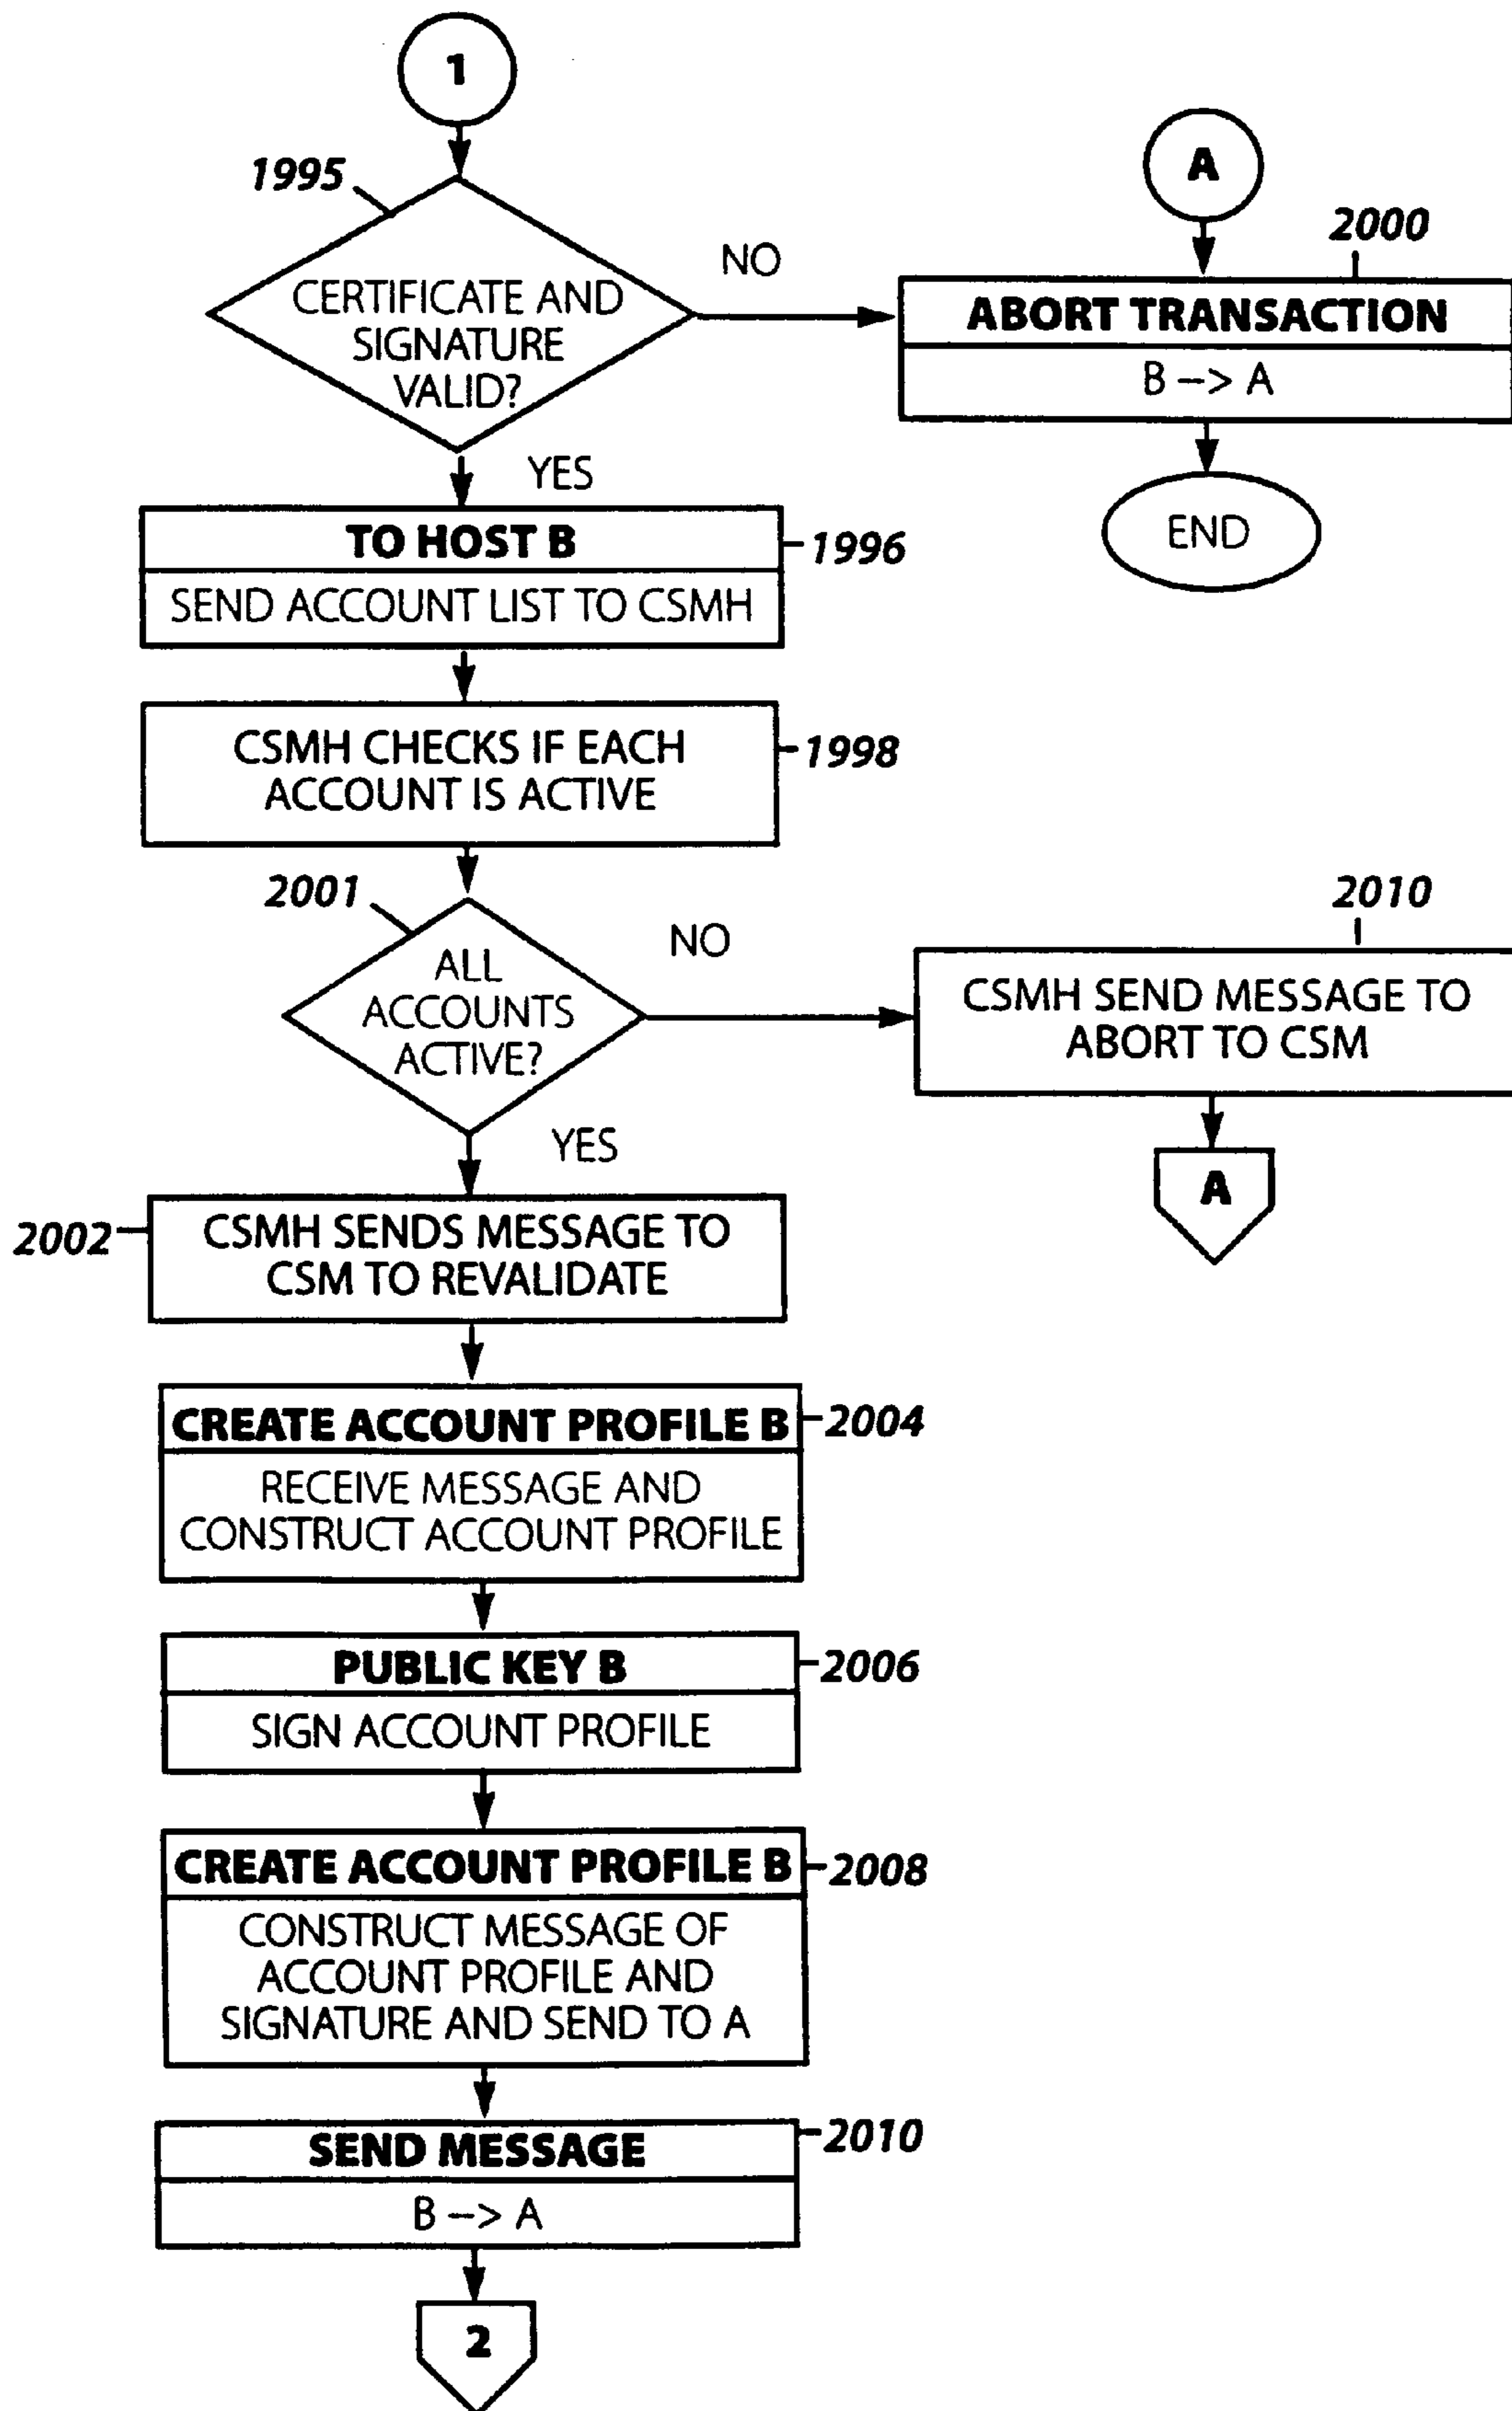 1
1995
CERTIFICATE AND
SIGNATURE
VALID?
NO
YES
A
2000
ABORT TRANSACTION
B --> A
END
TO HOST B
1996
SEND ACCOUNT LIST TO CSMH
CSMH CHECKS IF EACH
ACCOUNT IS ACTIVE
1998
2001
ALL
ACCOUNTS
ACTIVE?
NO
YES
2010
CSMH SEND MESSAGE TO
ABORT TO CSM
A
2002
CSMH SENDS MESSAGE TO
CSM TO REVALIDATE
CREATE ACCOUNT PROFILE B
2004
RECEIVE MESSAGE AND
CONSTRUCT ACCOUNT PROFILE
PUBLIC KEY B
2006
SIGN ACCOUNT PROFILE
CREATE ACCOUNT PROFILE B
2008
CONSTRUCT MESSAGE OF
ACCOUNT PROFILE AND
SIGNATURE AND SEND TO A
SEND MESSAGE
2010
B --> A
2